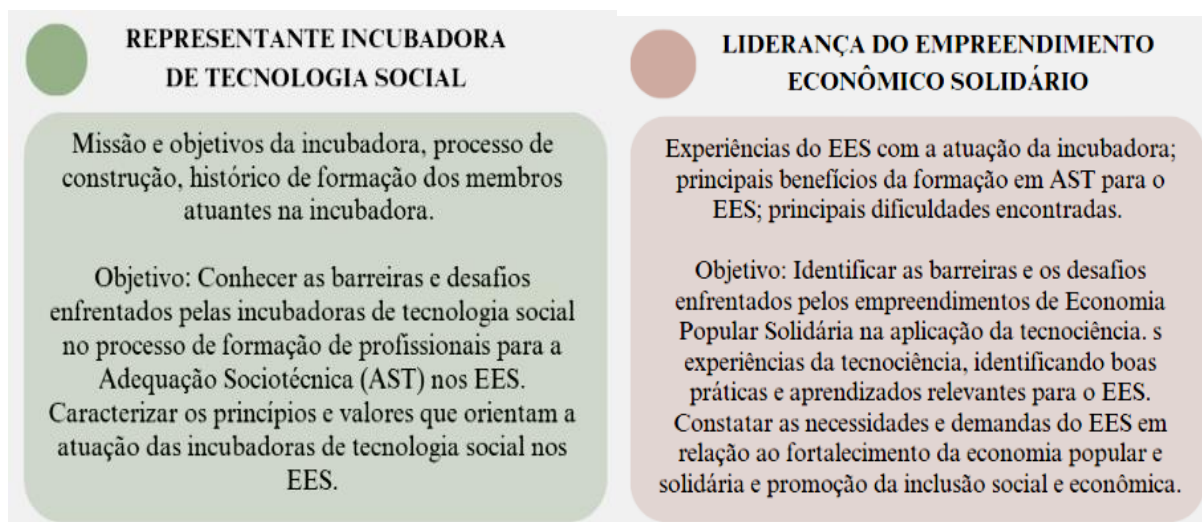 REPRESENTANTE INCUBADORA
DE TECNOLOGIA SOCIAL
Missão e objetivos da incubadora, processo de
construção, histórico de formação dos membros
atuantes na incubadora.
Objetivo: Conhecer as barreiras e desafios
enfrentados pelas incubadoras de tecnologia social
no processo de formação de profissionais para a
Adequação Sociotécnica (AST) nos EES.
Caracterizar os princípios e valores que orientam a
atuação das incubadoras de tecnologia social nos
EES.
LIDERANÇA DO EMPREENDIMENTO
ECONÔMICO SOLIDÁRIO
Experiências do EES com a atuação da incubadora;
principais benefícios da formação em AST para o
EES; principais dificuldades encontradas.
Objetivo: Identificar as barreiras e os desafios
enfrentados pelos empreendimentos de Economia
Popular Solidária na aplicação da tecnociência. s
experiências da tecnociência, identificando boas
práticas e aprendizados relevantes para o EES.
Constatar as necessidades e demandas do EES em
relação ao fortalecimento da economia popular e
solidária e promoção da inclusão social e econômica.